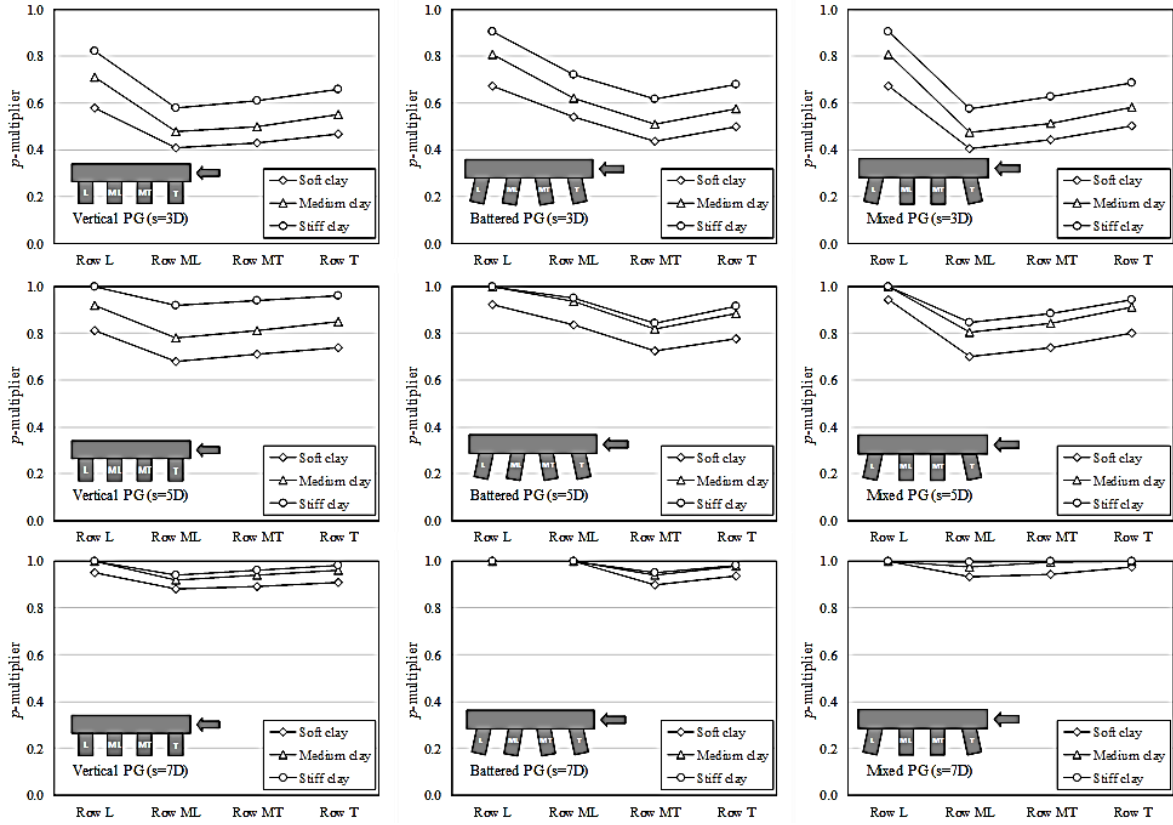 1.0
0.8
0.6
0.4
0.2
0.0
p-multiplier
L ML MT T
Vertical PG (s=3D)
Soft clay
Medium clay
Stiff clay
Row L Row ML Row MT Row T
1.0
0.8
0.6
0.4
0.2
0.0
p-multiplier
L ML MT T
Battered PG (s=3D)
Soft clay
Medium clay
Stiff clay
Row L Row ML Row MT Row T
1.0
0.8
0.6
0.4
0.2
0.0
p-multiplier
L ML MT T
Mixed PG (s=3D)
Soft clay
Medium clay
Stiff clay
Row L Row ML Row MT Row T
1.0
0.8
0.6
0.4
0.2
0.0
p-multiplier
L ML MT T
Vertical PG (s=5D)
Soft clay
Medium clay
Stiff clay
Row L Row ML Row MT Row T
1.0
0.8
0.6
0.4
0.2
0.0
p-multiplier
L ML MT T
Battered PG (s=5D)
Soft clay
Medium clay
Stiff clay
Row L Row ML Row MT Row T
1.0
0.8
0.6
0.4
0.2
0.0
p-multiplier
L ML MT T
Mixed PG (s=5D)
Soft clay
Medium clay
Stiff clay
Row L Row ML Row MT Row T
1.0
0.8
0.6
0.4
0.2
0.0
p-multiplier
L ML MT T
Vertical PG (s=7D)
Soft clay
Medium clay
Stiff clay
Row L Row ML Row MT Row T
1.0
0.8
0.6
0.4
0.2
0.0
p-multiplier
L ML MT T
Battered PG (s=7D)
Soft clay
Medium clay
Stiff clay
Row L Row ML Row MT Row T
1.0
0.8
0.6
0.4
0.2
0.0
p-multiplier
L ML MT T
Mixed PG (s=7D)
Soft clay
Medium clay
Stiff clay
Row L Row ML Row MT Row T